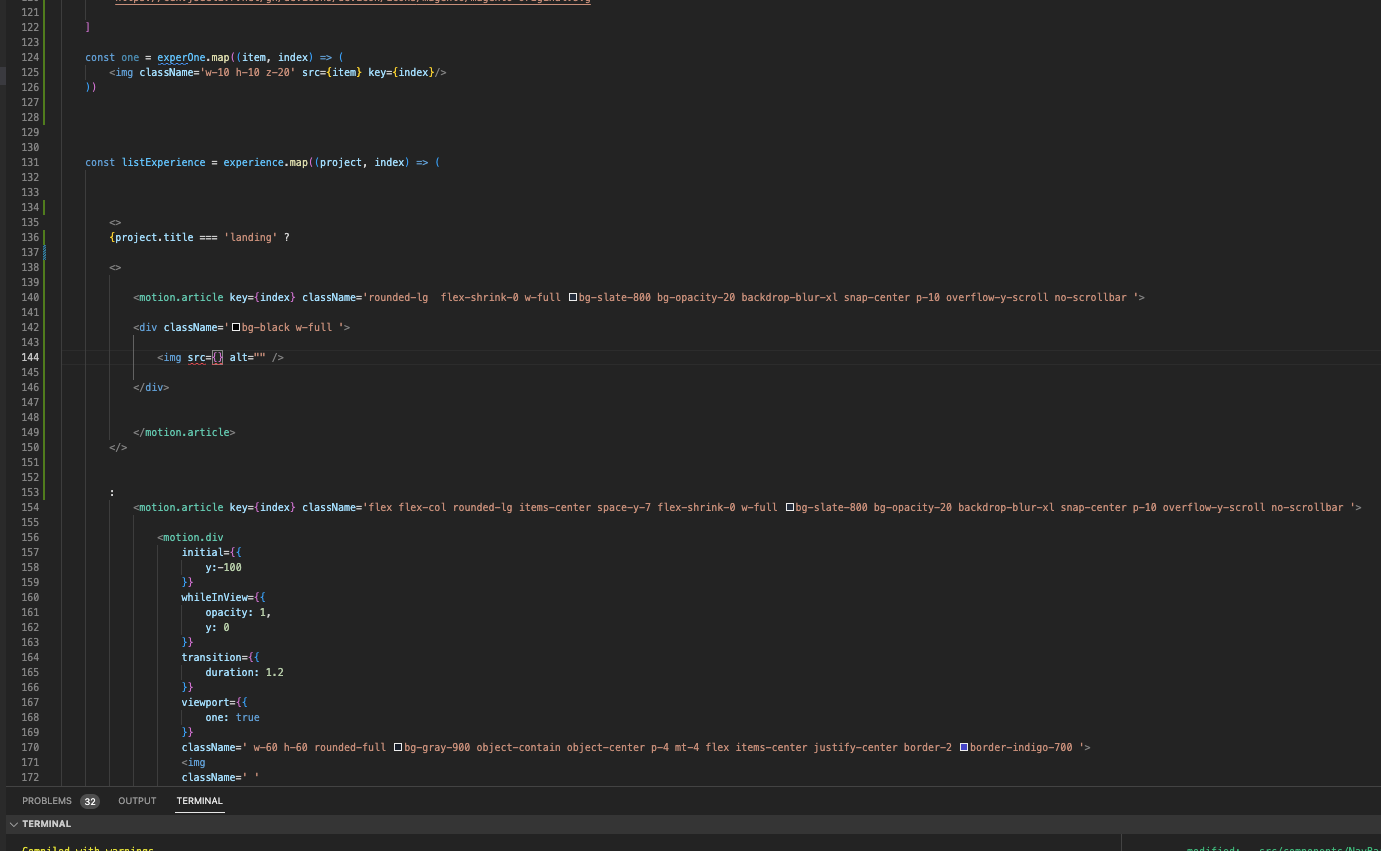 121
122 ]
123
124 const one = experOne.map((item, index) => (
125 <img className='w-10 h-10 z-20' src={item} key={index}/>
126 ))
127
128
129
130
131 const listExperience = experience.map((project, index) => (
132
133
134
135 <>
136 {project.title === 'landing' ?
137
138 <>
139
140 <motion.article key={index} className='rounded-lg  flex-shrink-0 w-full bg-slate-800 bg-opacity-20 backdrop-blur-xl snap-center p-10 overflow-y-scroll no-scrollbar '>
141
142 <div className='bg-black w-full '>
143
144 <img src={} alt="" />
145
146 </div>
147
148
149 </motion.article>
150 </>
151
152
153 :
154 <motion.article key={index} className='flex flex-col rounded-lg items-center space-y-7 flex-shrink-0 w-full bg-slate-800 bg-opacity-20 backdrop-blur-xl snap-center p-10 overflow-y-scroll no-scrollbar '>
155
156 <motion.div
157 initial={{
158 y:-100
159 }}
160 whileInView={{
161 opacity: 1,
162 y: 0
163 }}
164 transition={{
165 duration: 1.2
166 }}
167 viewport={{
168 one: true
169 }}
170 className=' w-60 h-60 rounded-full bg-gray-900 object-contain object-center p-4 mt-4 flex items-center justify-center border-2 border-indigo-700 '>
171 <img
172 className=' '
PROBLEMS 32 OUTPUT TERMINAL
TERMINAL
Compiled with warnings
modified: src/components/NavBa